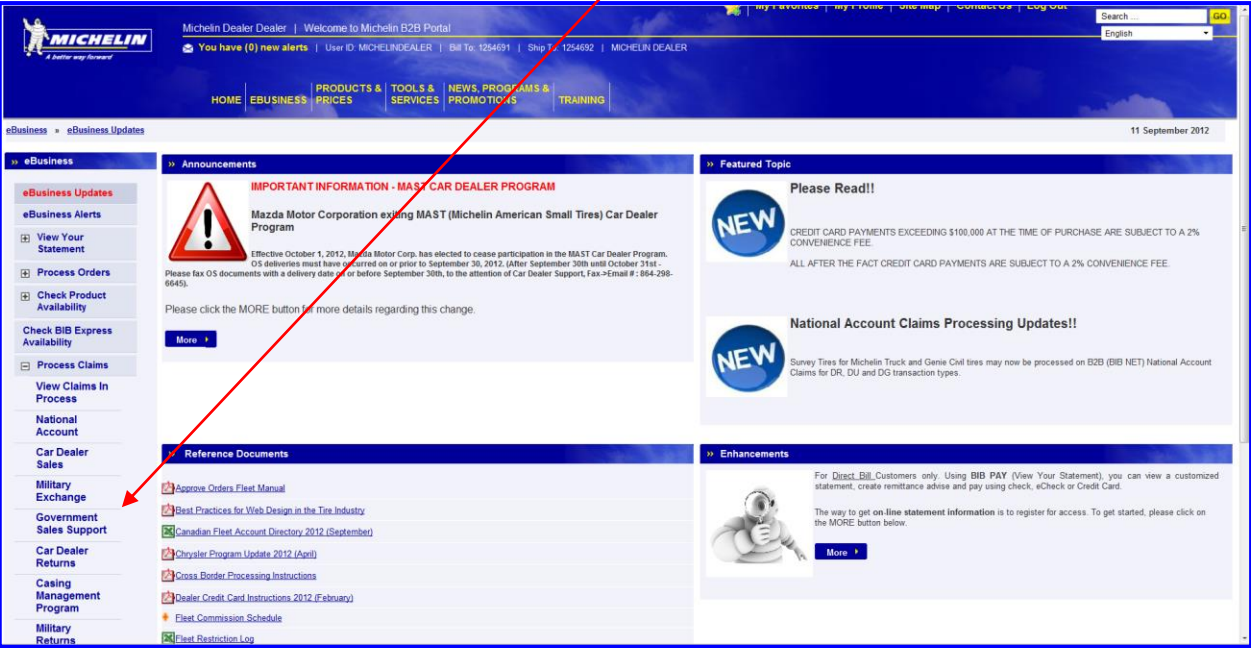 My Favorites | My Profile | Site Map | Contact Us | Log Out
Search ...
GO
English
MICHELIN
A better way forward
Michelin Dealer Dealer | Welcome to Michelin B2B Portal
You have (0) new alerts | User ID: MICHELINDEALER | Bill To: 1254691 | Ship To: 1254692 | MICHELIN DEALER
HOME
EBUSINESS
PRODUCTS &
PRICES
TOOLS &
SERVICES
NEWS, PROGRAMS &
PROMOTIONS
TRAINING
eBusiness » eBusiness Updates
11 September 2012
» eBusiness
eBusiness Updates
eBusiness Alerts
View Your
Statement
Process Orders
Check Product
Availability
Check BIB Express
Availability
Process Claims
View Claims In
Process
National
Account
Car Dealer
Sales
Military
Exchange
Government
Sales Support
Car Dealer
Returns
Casing
Management
Program
Military
Returns
» Announcements
IMPORTANT INFORMATION - MAST CAR DEALER PROGRAM
Mazda Motor Corporation exiting MAST (Michelin American Small Tires) Car Dealer
Program
Effective October 1, 2012, Mazda Motor Corp. has elected to cease participation in the MAST Car Dealer Program.
OS deliveries must have occurred on or prior to September 30, 2012. (After September 30th until October 31st -
Please fax OS documents with a delivery date on or before September 30th, to the attention of Car Dealer Support, Fax->Email # : 864-298-
6645).
Please click the MORE button for more details regarding this change.
More
» Featured Topic
NEW
Please Read!!
CREDIT CARD PAYMENTS EXCEEDING $100,000 AT THE TIME OF PURCHASE ARE SUBJECT TO A 2%
CONVENIENCE FEE.
ALL AFTER THE FACT CREDIT CARD PAYMENTS ARE SUBJECT TO A 2% CONVENIENCE FEE.
NEW
National Account Claims Processing Updates!!
Survey Tires for Michelin Truck and Genie Civil tires may now be processed on B2B (BIB NET) National Account
Claims for DR, DU and DG transaction types.
» Reference Documents
Approve Orders Fleet Manual
Best Practices for Web Design in the Tire Industry
Canadian Fleet Account Directory 2012 (September)
Chrysler Program Update 2012 (April)
Cross Border Processing Instructions
Dealer Credit Card Instructions 2012 (February)
Fleet Commission Schedule
Fleet Restriction Log
» Enhancements
For Direct Bill Customers only. Using BIB PAY (View Your Statement), you can view a customized
statement, create remittance advise and pay using check, eCheck or Credit Card.
The way to get on-line statement information is to register for access. To get started, please click on
the MORE button below.
More